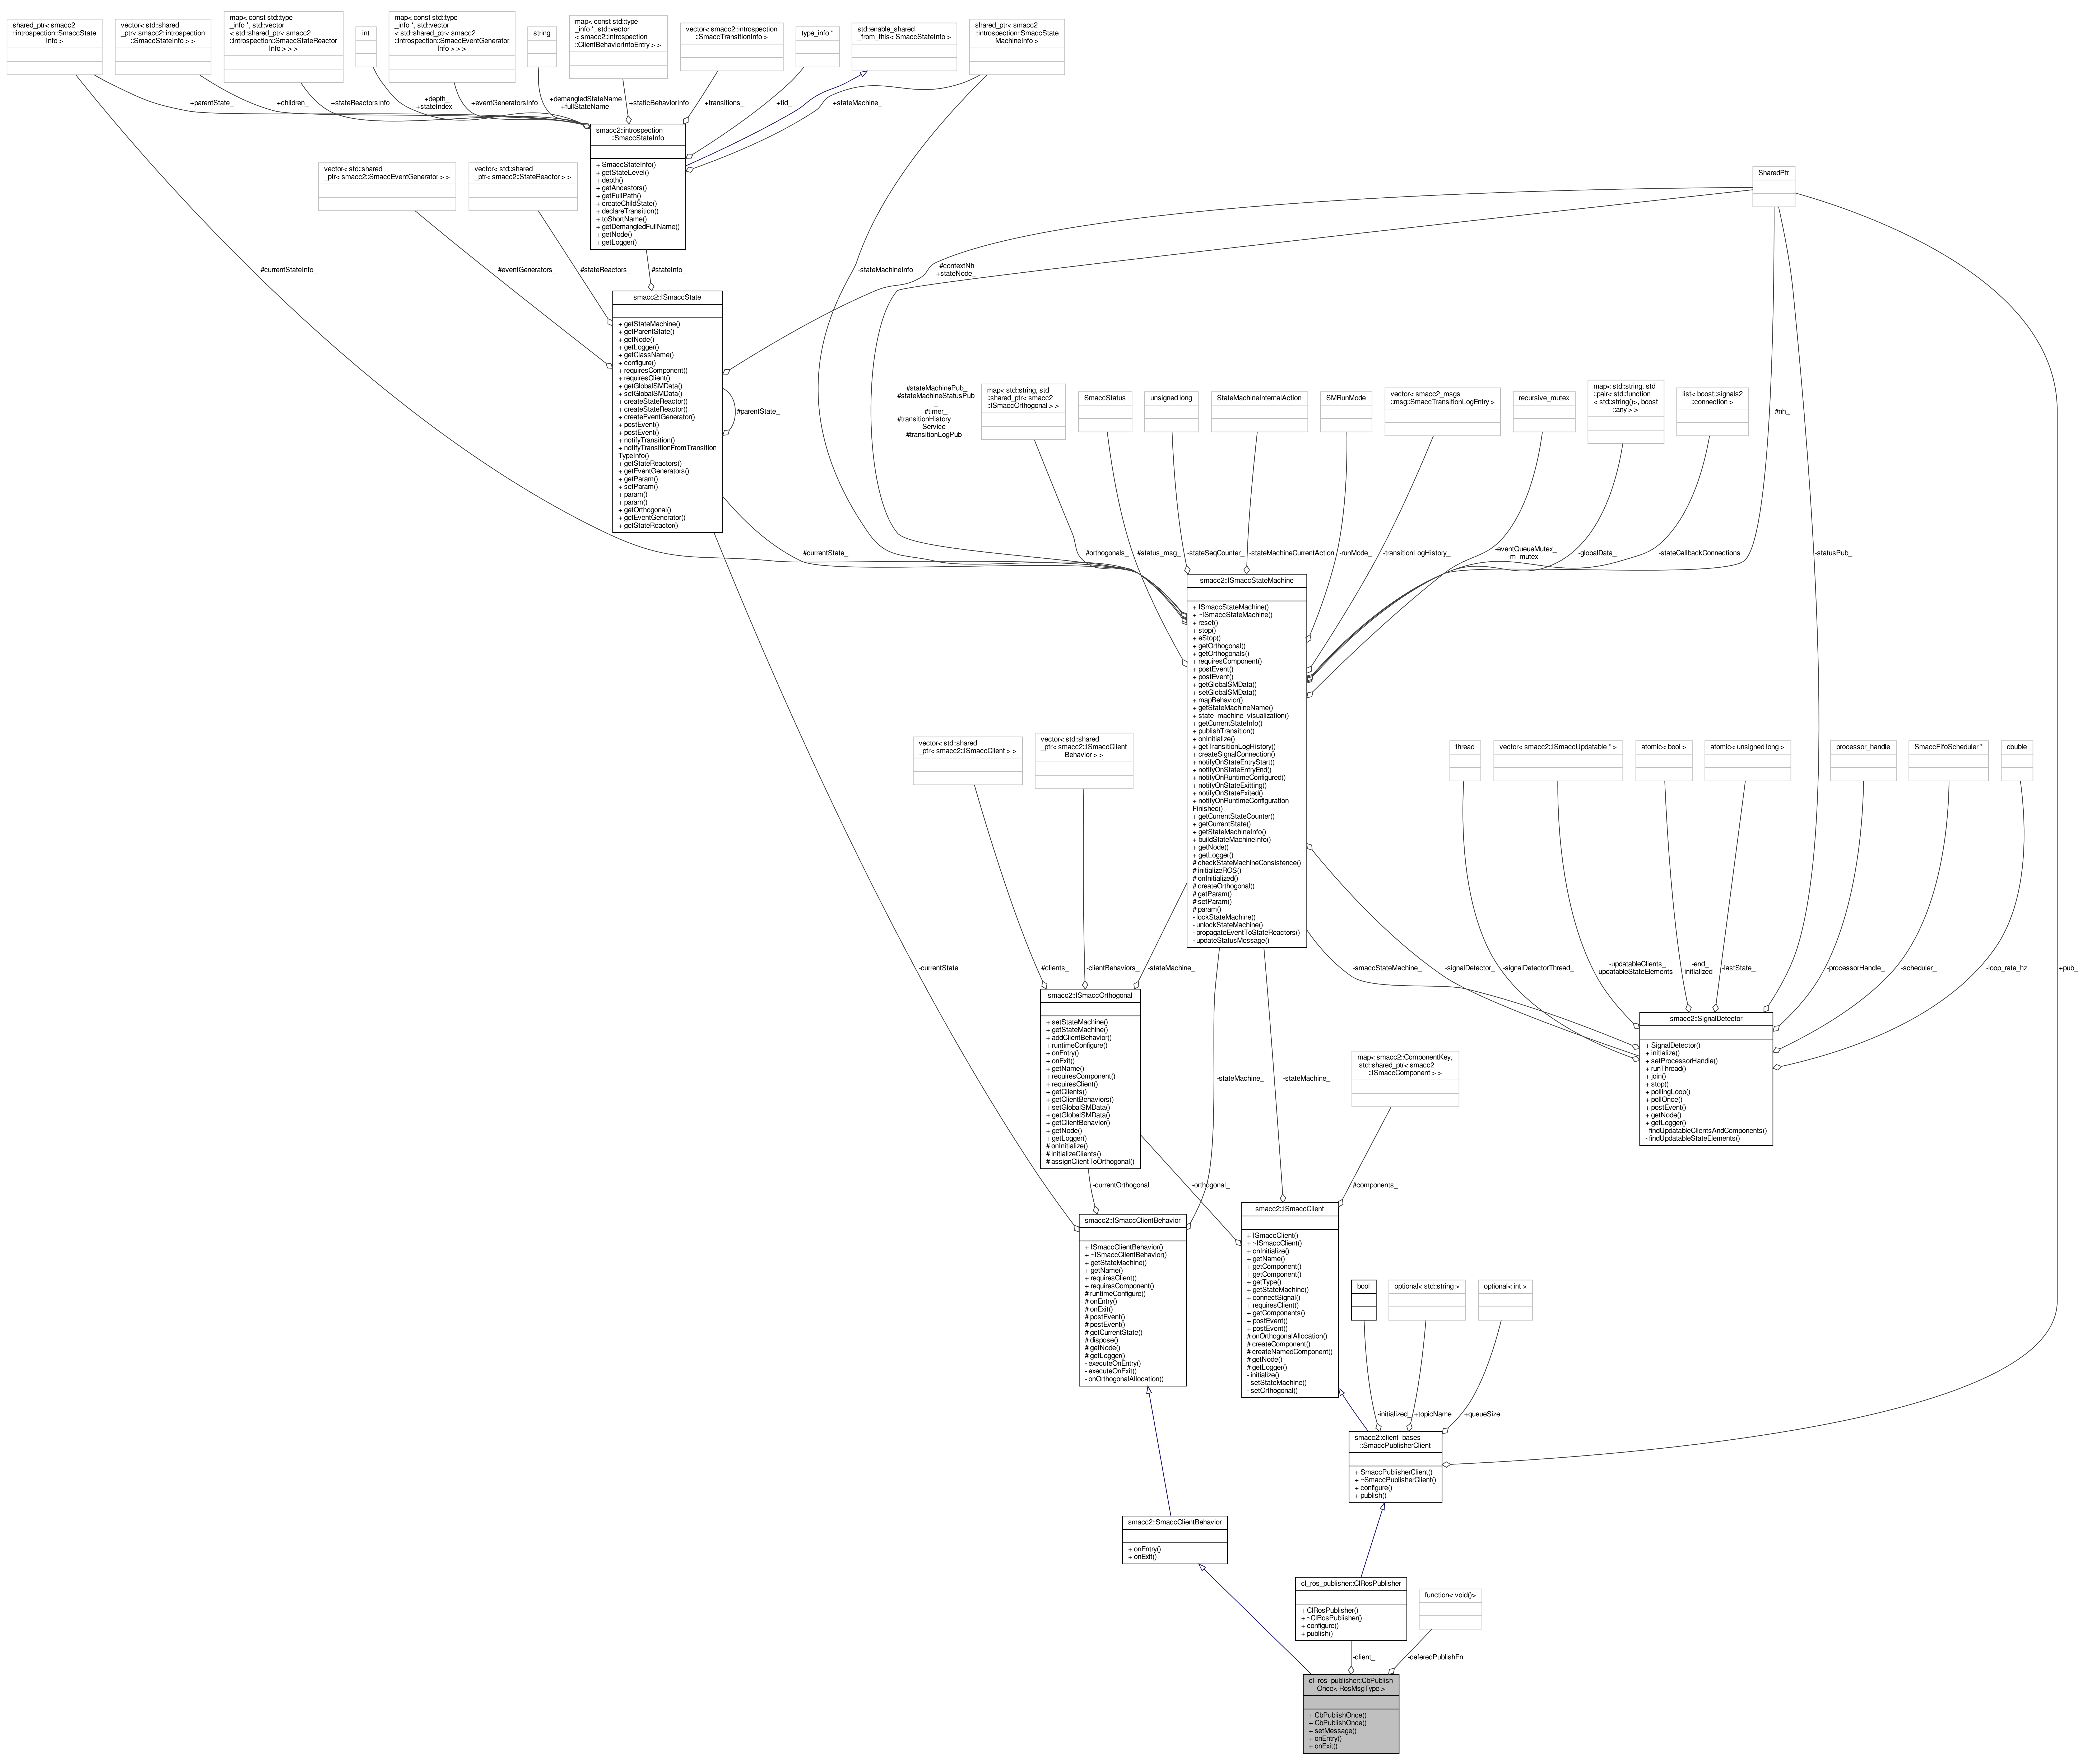 shared_ptr< smacc2
::introspection::SmaccState
Info >
vector< std::shared
_ptr< smacc2::introspection
::SmaccStateInfo > >
map< const std::type
_info *, std::vector
< std::shared_ptr< smacc2
::introspection::SmaccStateReactor
Info > > >
int
map< const std::type
_info *, std::vector
< std::shared_ptr< smacc2
::introspection::SmaccEventGenerator
Info > > >
string
map< const std::type
_info *, std::vector
< smacc2::introspection
::ClientBehaviorInfoEntry > >
vector< smacc2::introspection
::SmaccTransitionInfo >
type_info *
std::enable_shared
_from_this< SmaccStateInfo >
shared_ptr< smacc2
::introspection::SmaccState
MachineInfo >
+parentState_
+children_
+stateReactorsInfo
+depth_
+stateIndex_
+eventGeneratorsInfo
+demangledStateName
+fullStateName
+staticBehaviorInfo
+transitions_
+tid_
+stateMachine_
smacc2::introspection
::SmaccStateInfo
+ SmaccStateInfo()
+ getStateLevel()
+ depth()
+ getAncestors()
+ getFullPath()
+ createChildState()
+ declareTransition()
+ toShortName()
+ getDemangledFullName()
+ getNode()
+ getLogger()
vector< std::shared
_ptr< smacc2::SmaccEventGenerator > >
vector< std::shared
_ptr< smacc2::StateReactor > >
SharedPtr
#currentStateInfo_
#eventGenerators_
#stateReactors_
#stateInfo_
-stateMachineInfo_
#contextNh
+stateNode_
smacc2::ISmaccState
+ getStateMachine()
+ getParentState()
+ getNode()
+ getLogger()
+ getClassName()
+ configure()
+ requiresComponent()
+ requiresClient()
+ getGlobalSMData()
+ setGlobalSMData()
+ createStateReactor()
+ createStateReactor()
+ createEventGenerator()
+ postEvent()
+ postEvent()
+ notifyTransition()
+ notifyTransitionFromTransition
TypeInfo()
+ getStateReactors()
+ getEventGenerators()
+ getParam()
+ setParam()
+ param()
+ param()
+ getOrthogonal()
+ getEventGenerator()
+ getStateReactor()
#parentState_
#stateMachinePub_
#stateMachineStatusPub
_
#timer_
#transitionHistory
Service_
#transitionLogPub_
map< std::string, std
::shared_ptr< smacc2
::ISmaccOrthogonal > >
SmaccStatus
unsigned long
StateMachineInternalAction
SMRunMode
vector< smacc2_msgs
::msg::SmaccTransitionLogEntry >
recursive_mutex
map< std::string, std
::pair< std::function
< std::string()>, boost
::any > >
list< boost::signals2
::connection >
#nh_
#currentState_
#orthogonals_
#status_msg_
-stateSeqCounter_
-stateMachineCurrentAction
-runMode_
-transitionLogHistory_
-eventQueueMutex_
-m_mutex_
-globalData_
-stateCallbackConnections
-statusPub_
smacc2::ISmaccStateMachine
+ ISmaccStateMachine()
+ ~ISmaccStateMachine()
+ reset()
+ stop()
+ eStop()
+ getOrthogonal()
+ getOrthogonals()
+ requiresComponent()
+ postEvent()
+ postEvent()
+ getGlobalSMData()
+ setGlobalSMData()
+ mapBehavior()
+ getStateMachineName()
+ state_machine_visualization()
+ getCurrentStateInfo()
+ publishTransition()
+ onInitialize()
+ getTransitionLogHistory()
+ createSignalConnection()
+ notifyOnStateEntryStart()
+ notifyOnStateEntryEnd()
+ notifyOnRuntimeConfigured()
+ notifyOnStateExitting()
+ notifyOnStateExited()
+ notifyOnRuntimeConfiguration
Finished()
+ getCurrentStateCounter()
+ getCurrentState()
+ getStateMachineInfo()
+ buildStateMachineInfo()
+ getNode()
+ getLogger()
# checkStateMachineConsistence()
# initializeROS()
# onInitialized()
# createOrthogonal()
# getParam()
# setParam()
# param()
- lockStateMachine()
- unlockStateMachine()
- propagateEventToStateReactors()
- updateStatusMessage()
vector< std::shared
_ptr< smacc2::ISmaccClient > >
vector< std::shared
_ptr< smacc2::ISmaccClient
Behavior > >
thread
vector< smacc2::ISmaccUpdatable * >
atomic< bool >
atomic< unsigned long >
processor_handle
SmaccFifoScheduler *
double
-currentState
#clients_
-clientBehaviors_
-stateMachine_
-smaccStateMachine_
-signalDetector_
-signalDetectorThread_
-updatableClients_
-updatableStateElements_
-end_
-initialized_
-lastState_
-processorHandle_
-scheduler_
-loop_rate_hz
+pub_
smacc2::ISmaccOrthogonal
+ setStateMachine()
+ getStateMachine()
+ addClientBehavior()
+ runtimeConfigure()
+ onEntry()
+ onExit()
+ getName()
+ requiresComponent()
+ requiresClient()
+ getClients()
+ getClientBehaviors()
+ setGlobalSMData()
+ getGlobalSMData()
+ getClientBehavior()
+ getNode()
+ getLogger()
# onInitialize()
# initializeClients()
# assignClientToOrthogonal()
smacc2::SignalDetector
+ SignalDetector()
+ initialize()
+ setProcessorHandle()
+ runThread()
+ join()
+ stop()
+ pollingLoop()
+ pollOnce()
+ postEvent()
+ getNode()
+ getLogger()
- findUpdatableClientsAndComponents()
- findUpdatableStateElements()
-stateMachine_
-stateMachine_
map< smacc2::ComponentKey,
std::shared_ptr< smacc2
::ISmaccComponent > >
-currentOrthogonal
-orthogonal_
#components_
smacc2::ISmaccClientBehavior
+ ISmaccClientBehavior()
+ ~ISmaccClientBehavior()
+ getStateMachine()
+ getName()
+ requiresClient()
+ requiresComponent()
# runtimeConfigure()
# onEntry()
# onExit()
# postEvent()
# postEvent()
# getCurrentState()
# dispose()
# getNode()
# getLogger()
- executeOnEntry()
- executeOnExit()
- onOrthogonalAllocation()
smacc2::ISmaccClient
+ ISmaccClient()
+ ~ISmaccClient()
+ onInitialize()
+ getName()
+ getComponent()
+ getComponent()
+ getType()
+ getStateMachine()
+ connectSignal()
+ requiresClient()
+ getComponents()
+ postEvent()
+ postEvent()
# onOrthogonalAllocation()
# createComponent()
# createNamedComponent()
# getNode()
# getLogger()
- initialize()
- setStateMachine()
- setOrthogonal()
bool
optional< std::string >
optional< int >
-initialized_
+topicName
+queueSize
smacc2::client_bases
::SmaccPublisherClient
+ SmaccPublisherClient()
+ ~SmaccPublisherClient()
+ configure()
+ publish()
smacc2::SmaccClientBehavior
+ onEntry()
+ onExit()
cl_ros_publisher::ClRosPublisher
+ ClRosPublisher()
+ ~ClRosPublisher()
+ configure()
+ publish()
function< void()>
-client_
-deferedPublishFn
cl_ros_publisher::CbPublish
Once< RosMsgType >
+ CbPublishOnce()
+ CbPublishOnce()
+ setMessage()
+ onEntry()
+ onExit()